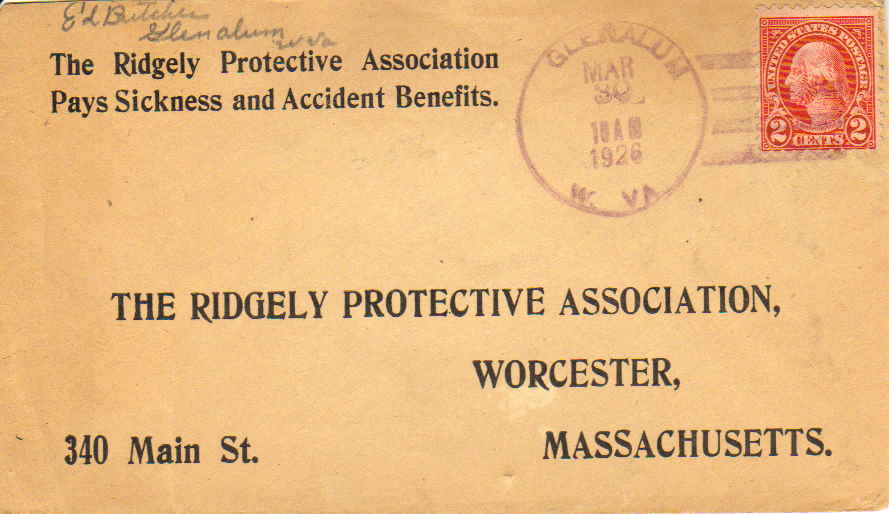 E'd Butcher
Glenalum
W Va
The Ridgely Protective Association
Pays Sickness and Accident Benefits.
GLENALUM
MAR
30
10 AM
1926
W. VA.
UNITED STATES POSTAGE
2 CENTS 2
THE RIDGELY PROTECTIVE ASSOCIATION,
WORCESTER,
340 Main St. MASSACHUSETTS.